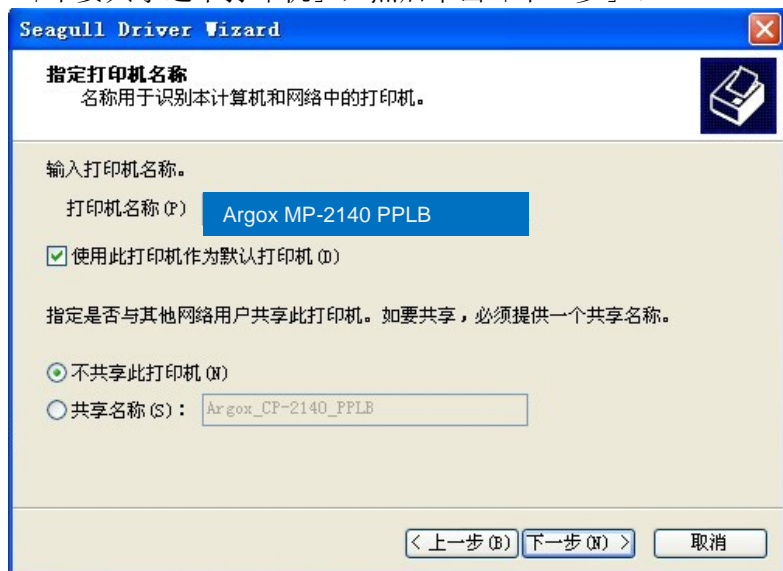 Seagull Driver Wizard
指定打印机名称
名称用于识别本计算机和网络中的打印机。
输入打印机名称。
打印机名称(P)
Argox MP-2140 PPLB
使用此打印机作为默认打印机(D)
指定是否与其他网络用户共享此打印机。如要共享，必须提供一个共享名称。
不共享此打印机(N)
共享名称(S)： Argox_CP-2140_PPLB
< 上一步(B) 下一步(N) > 取消